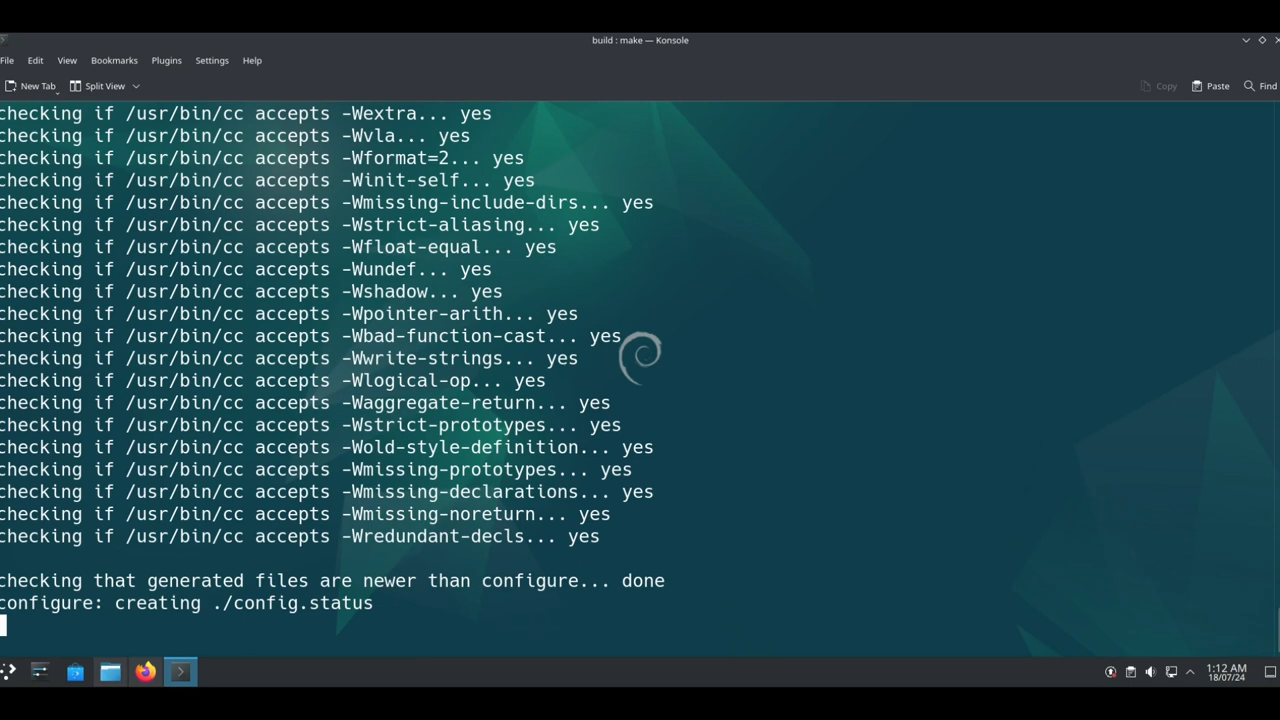 build : make — Konsole
File Edit View Bookmarks Plugins Settings Help
New Tab Split View Copy Paste Find
checking if /usr/bin/cc accepts -Wextra... yes
checking if /usr/bin/cc accepts -Wvla... yes
checking if /usr/bin/cc accepts -Wformat=2... yes
checking if /usr/bin/cc accepts -Winit-self... yes
checking if /usr/bin/cc accepts -Wmissing-include-dirs... yes
checking if /usr/bin/cc accepts -Wstrict-aliasing... yes
checking if /usr/bin/cc accepts -Wfloat-equal... yes
checking if /usr/bin/cc accepts -Wundef... yes
checking if /usr/bin/cc accepts -Wshadow... yes
checking if /usr/bin/cc accepts -Wpointer-arith... yes
checking if /usr/bin/cc accepts -Wbad-function-cast... yes
checking if /usr/bin/cc accepts -Wwrite-strings... yes
checking if /usr/bin/cc accepts -Wlogical-op... yes
checking if /usr/bin/cc accepts -Waggregate-return... yes
checking if /usr/bin/cc accepts -Wstrict-prototypes... yes
checking if /usr/bin/cc accepts -Wold-style-definition... yes
checking if /usr/bin/cc accepts -Wmissing-prototypes... yes
checking if /usr/bin/cc accepts -Wmissing-declarations... yes
checking if /usr/bin/cc accepts -Wmissing-noreturn... yes
checking if /usr/bin/cc accepts -Wredundant-decls... yes
checking that generated files are newer than configure... done
configure: creating ./config.status
1:12 AM
18/07/24